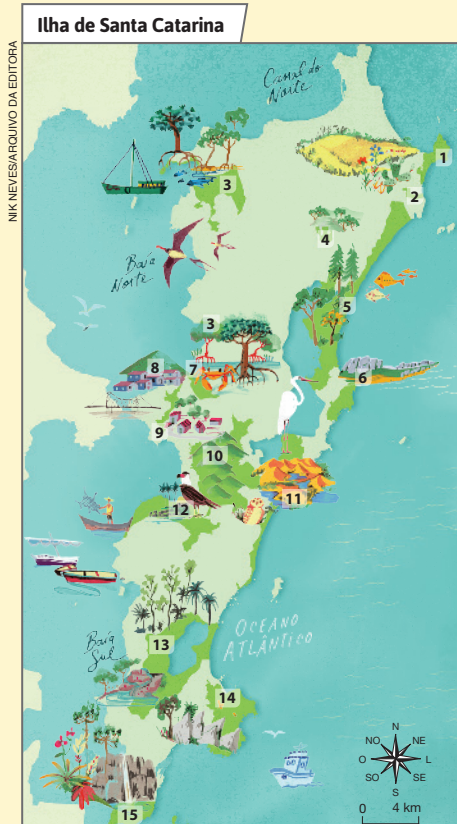 Ilha de Santa Catarina
NIK NEVES/ARQUIVO DA EDITORA
Canal do
Norte
1
2
3
4
Baía
Norte
5
3
6
8
7
9
10
11
12
OCEANO
ATLÂNTICO
Baía
Sul
13
14
15
N
NO
NE
O
L
SO
SE
S
0 4 km